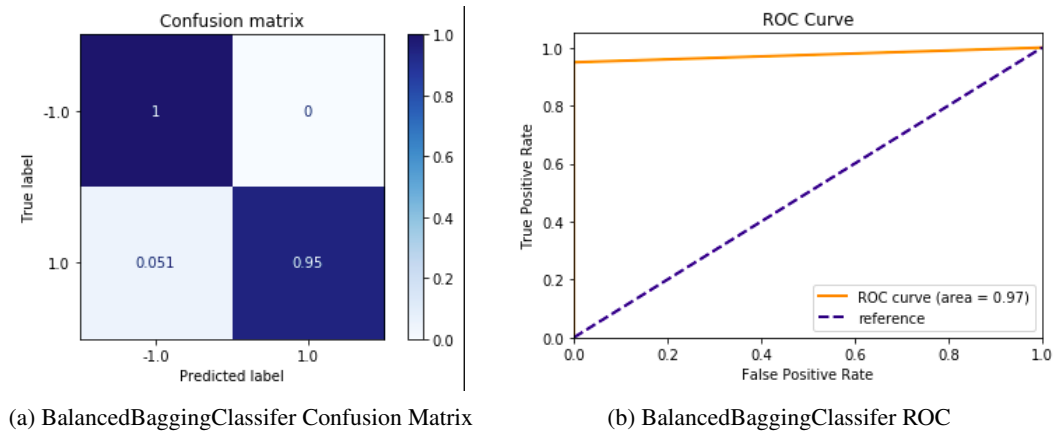 Confusion matrix
1.0
-1.0
1
0
0.8
0.6
True label
0.4
1.0
0.051
0.95
0.2
0.0
-1.0
1.0
Predicted label
(a) BalancedBaggingClassifer Confusion Matrix
ROC Curve
1.0
0.8
0.6
True Positive Rate
0.4
0.2
0.0
ROC curve (area = 0.97)
reference
0.0
0.2
0.4
0.6
0.8
1.0
False Positive Rate
(b) BalancedBaggingClassifer ROC